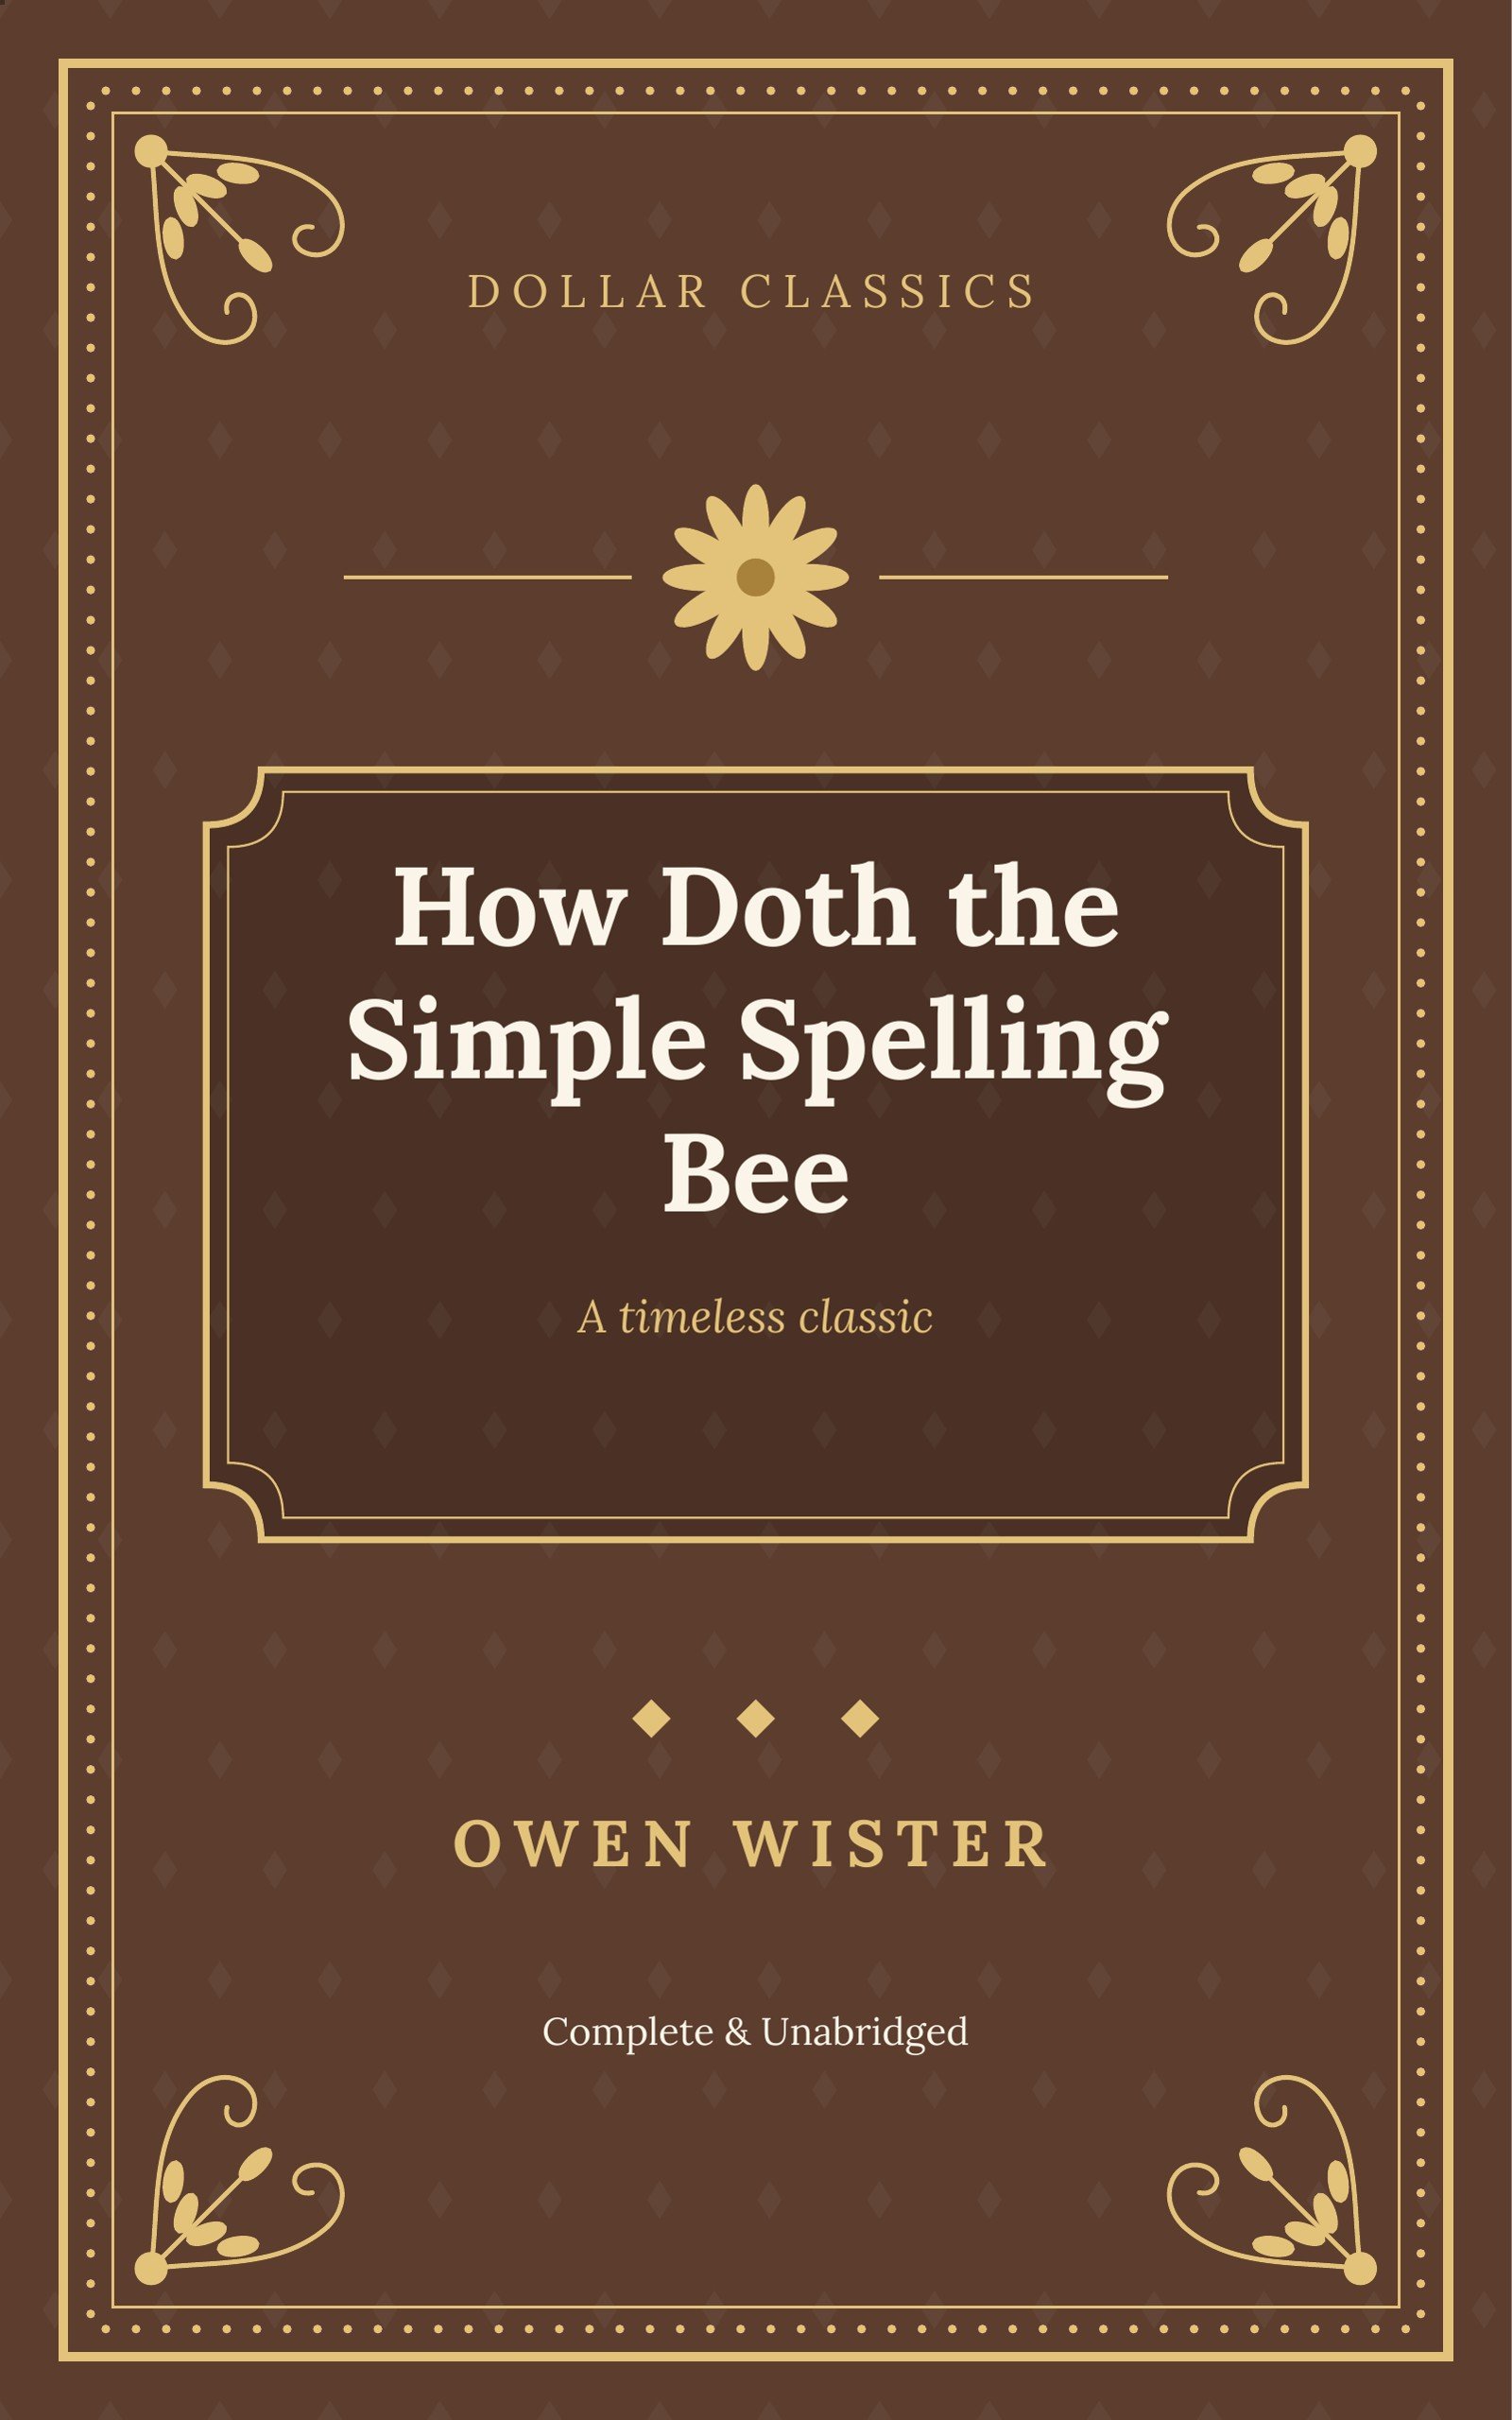 DOLLAR CLASSICS
How Doth the
Simple Spelling
Bee
A timeless classic
OWEN WISTER
Complete & Unabridged